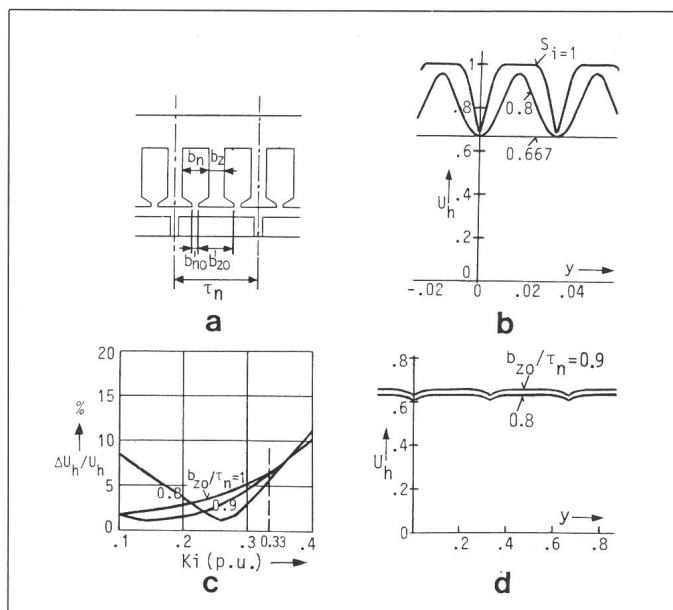 b_n
b_z
b_no
b_zo
τ_n
a
S_i=1
1
.8
0.8
.6
0.667
.4
U_h
.2
0
y
-.02
0
.02
.04
b
20
15
%
10
ΔU_h/U_h
5
0
b_zo/τ_n=1
0.8
0.9
.1
.2
.3
0.33
.4
Ki (p.u.)
c
.8
b_zo/τ_n=0.9
.6
0.8
.4
U_h
.2
0
y
.2
.4
.6
.8
d